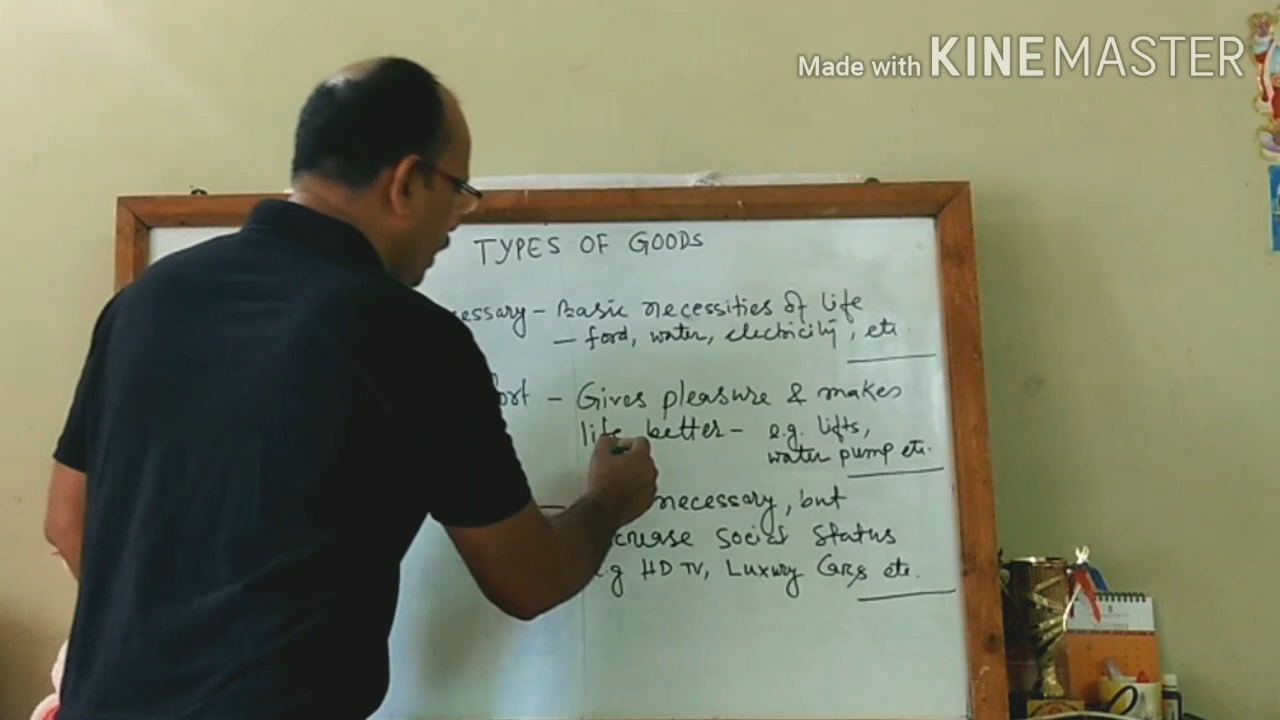 Made with KINEMASTER
TYPES OF GOODS
cessary - Basic necessities of life
- food, water, electricity, etc.
fort - Gives pleasure & makes
life better - e.g. lifts,
water pump etc.
necessary, but
crease Social Status
e.g HD TV, Luxury Cars etc.